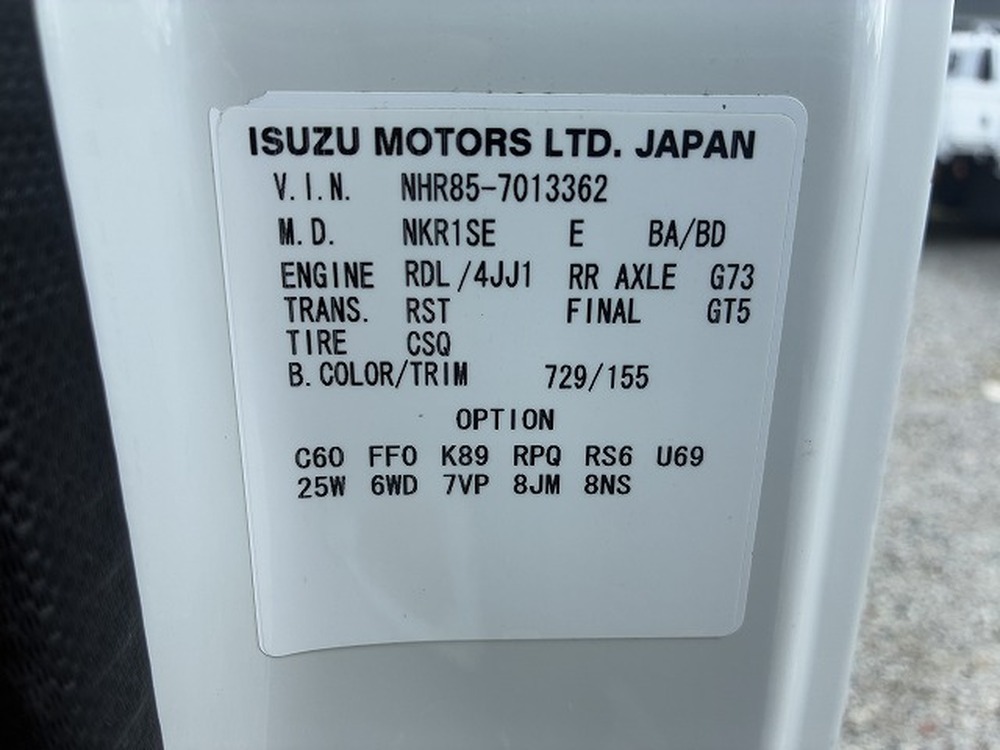 ISUZU MOTORS LTD. JAPAN
V.I.N. NHR85-7013362
M.D. NKR1SE E BA/BD
ENGINE RDL/4JJ1 RR AXLE G73
TRANS. RST FINAL GT5
TIRE CSQ
B.COLOR/TRIM 729/155
OPTION
C60 FF0 K89 RPQ RS6 U69
25W 6WD 7VP 8JM 8NS